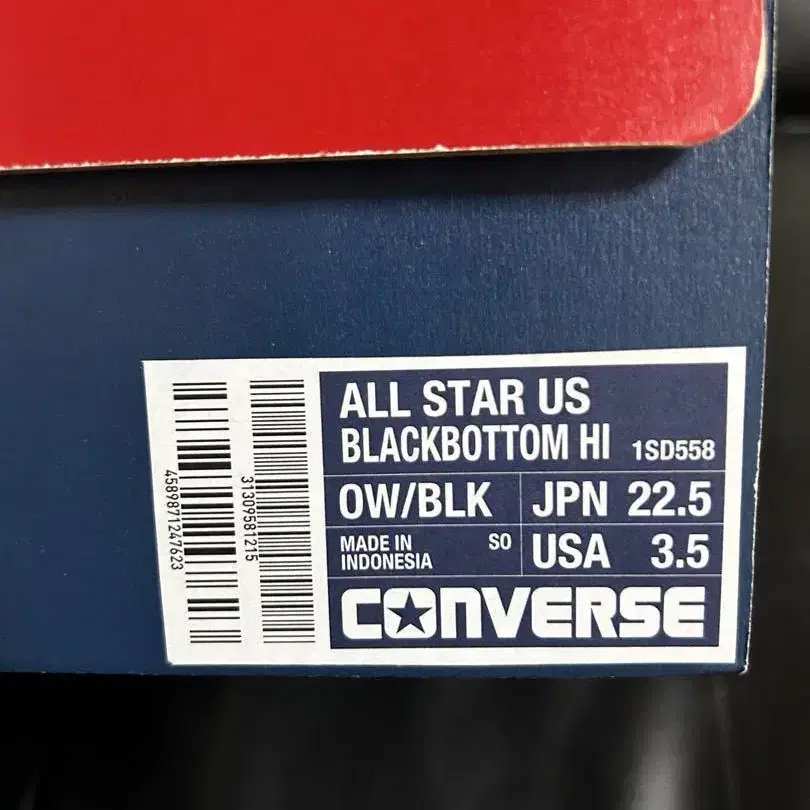 ALL STAR US
BLACKBOTTOM HI 1SD558
OW/BLK JPN 22.5
MADE IN INDONESIA SO USA 3.5
CONVERSE
4589871247623
31309581215